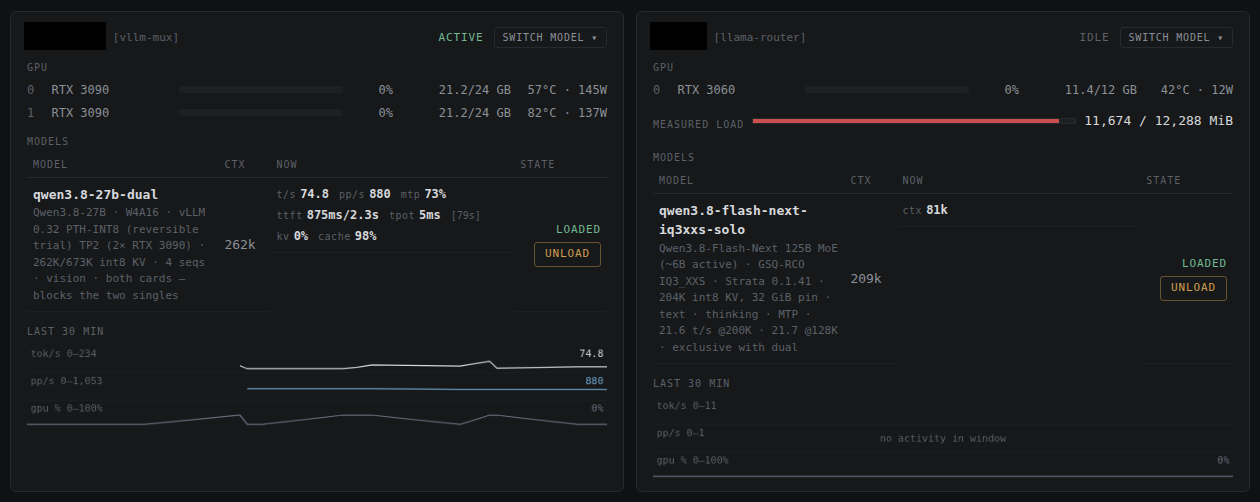 [vllm-mux]
ACTIVE
SWITCH MODEL ▾
GPU
0 RTX 3090 0% 21.2/24 GB 57°C · 145W
1 RTX 3090 0% 21.2/24 GB 82°C · 137W
MODELS
MODEL CTX NOW STATE
qwen3.8-27b-dual
Qwen3.8-27B · W4A16 · vLLM
0.32 PTH-INT8 (reversible
trial) TP2 (2× RTX 3090) ·
262K/673K int8 KV · 4 seqs
· vision · both cards —
blocks the two singles
262k
t/s 74.8 pp/s 880 mtp 73%
ttft 875ms/2.3s tpot 5ms [79s]
kv 0% cache 98%
LOADED
UNLOAD
LAST 30 MIN
tok/s 0–234 74.8
pp/s 0–1,053 880
gpu % 0–100% 0%
[llama-router]
IDLE
SWITCH MODEL ▾
GPU
0 RTX 3060 0% 11.4/12 GB 42°C · 12W
MEASURED LOAD 11,674 / 12,288 MiB
MODELS
MODEL CTX NOW STATE
qwen3.8-flash-next-
iq3xxs-solo
Qwen3.8-Flash-Next 125B MoE
(~6B active) · GSQ-RCO
IQ3_XXS · Strata 0.1.41 ·
204K int8 KV, 32 GiB pin ·
text · thinking · MTP ·
21.6 t/s @200K · 21.7 @128K
· exclusive with dual
209k
ctx 81k
LOADED
UNLOAD
LAST 30 MIN
tok/s 0–11
pp/s 0–1
no activity in window
gpu % 0–100% 0%